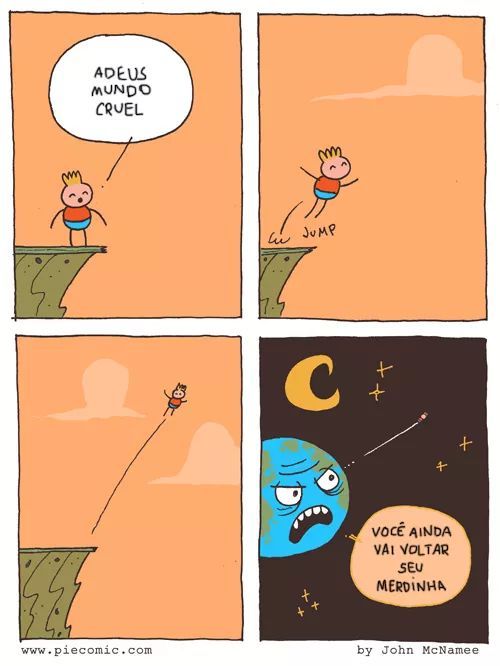 ADEUS
MUNDO
CRUEL
JUMP
VOCÊ AINDA
VAI VOLTAR
SEU
MERDINHA
www.piecomic.com
by John McNamee